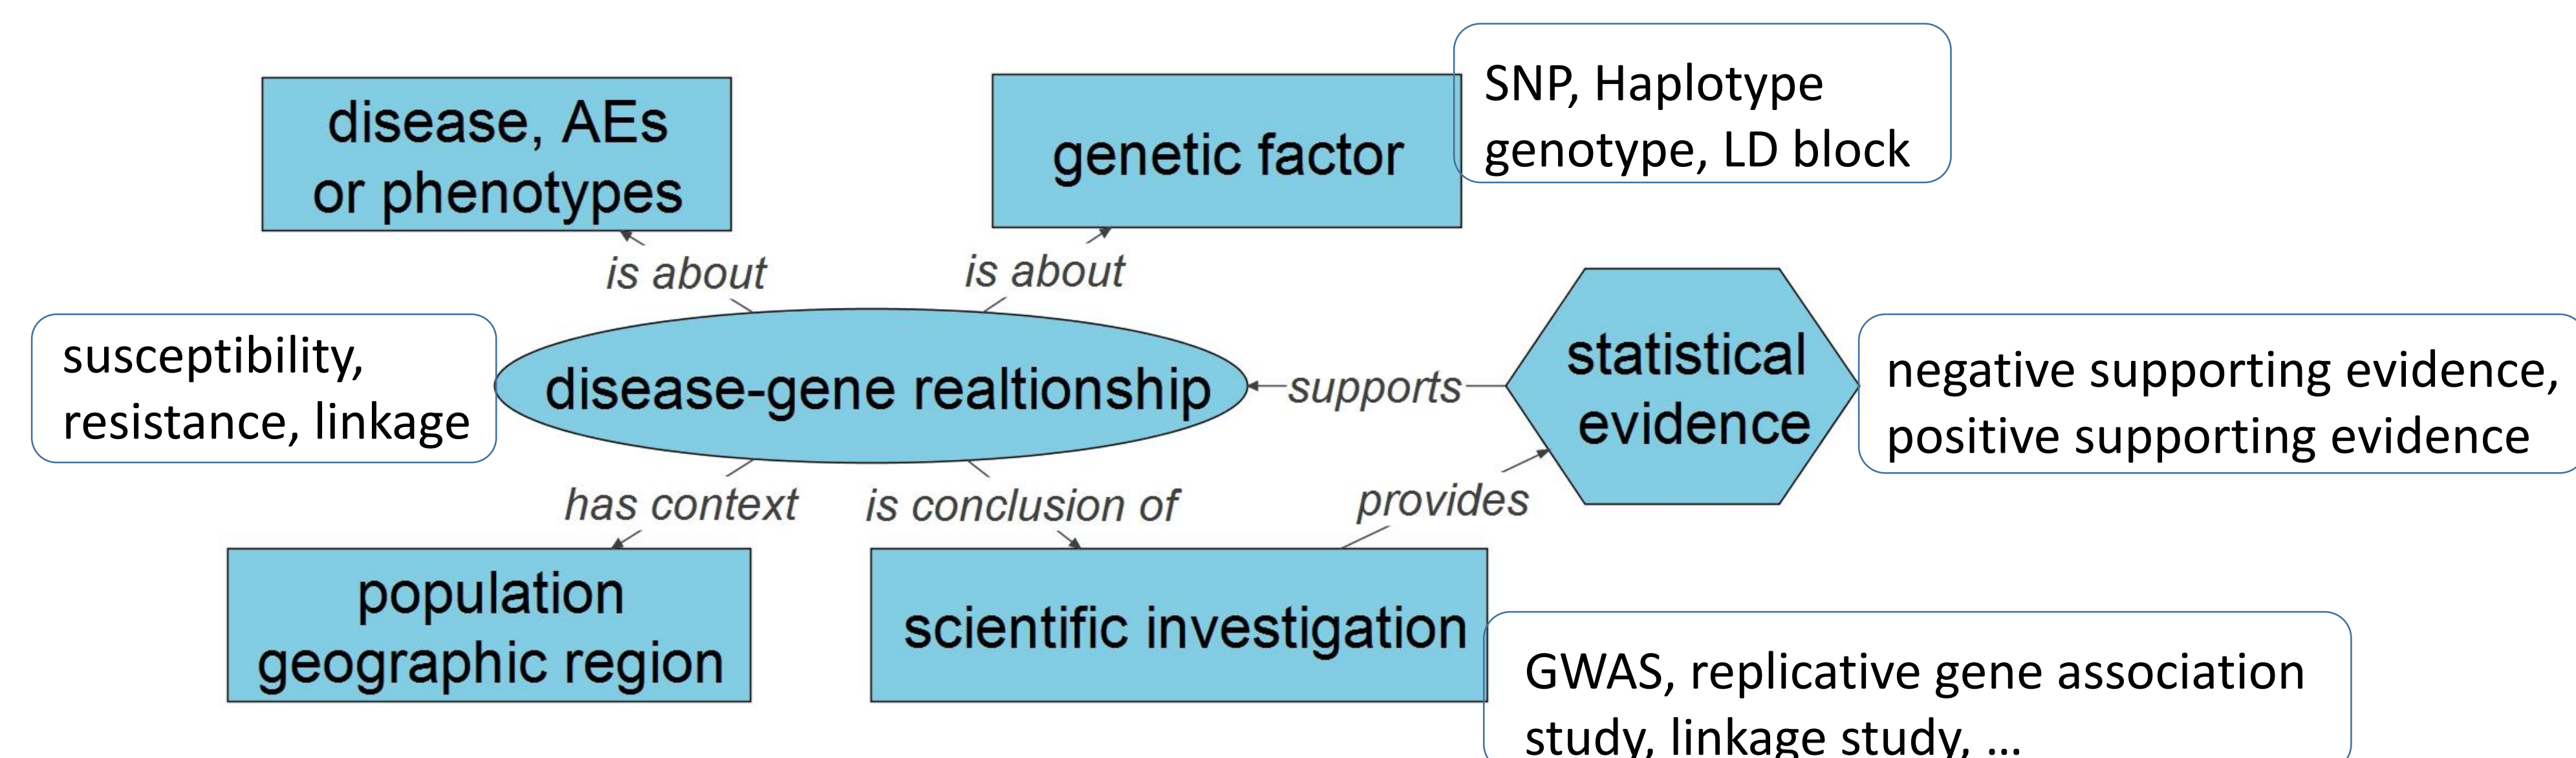 disease, AEs
or phenotypes
genetic factor
SNP, Haplotype
genotype, LD block
is about
is about
susceptibility,
resistance, linkage
disease-gene realtionship
supports
statistical
evidence
negative supporting evidence,
positive supporting evidence
has context
is conclusion of
provides
population
geographic region
scientific investigation
GWAS, replicative gene association
study, linkage study, ...